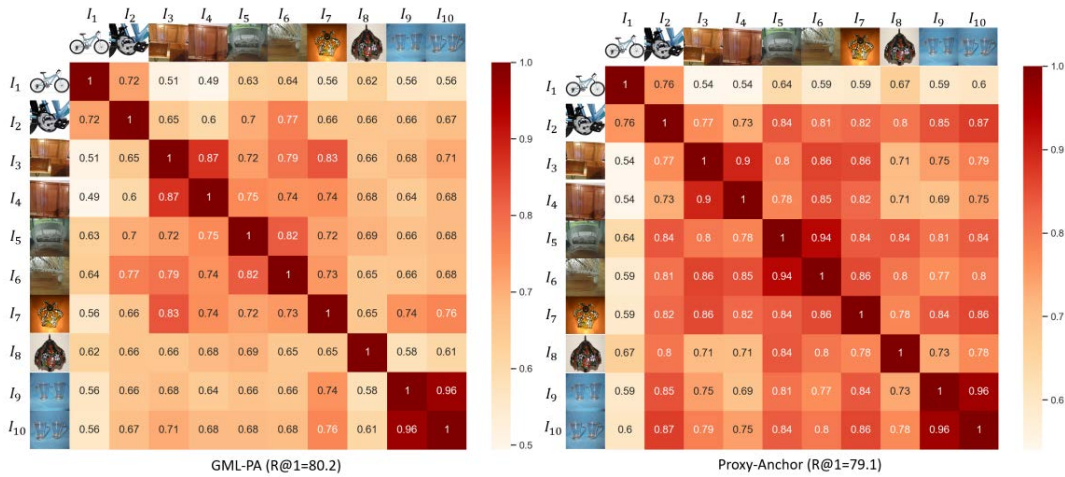 I1 I2 I3 I4 I5 I6 I7 I8 I9 I10
I1 1 0.72 0.51 0.49 0.63 0.64 0.56 0.62 0.56 0.56
I2 0.72 1 0.65 0.6 0.7 0.77 0.66 0.66 0.66 0.67
I3 0.51 0.65 1 0.87 0.72 0.79 0.83 0.66 0.68 0.71
I4 0.49 0.6 0.87 1 0.75 0.74 0.74 0.68 0.64 0.68
I5 0.63 0.7 0.72 0.75 1 0.82 0.72 0.69 0.66 0.68
I6 0.64 0.77 0.79 0.74 0.82 1 0.73 0.65 0.66 0.68
I7 0.56 0.66 0.83 0.74 0.72 0.73 1 0.65 0.74 0.76
I8 0.62 0.66 0.66 0.68 0.69 0.65 0.65 1 0.58 0.61
I9 0.56 0.66 0.68 0.64 0.66 0.66 0.74 0.58 1 0.96
I10 0.56 0.67 0.71 0.68 0.68 0.68 0.76 0.61 0.96 1
1.0
0.9
0.8
0.7
0.6
0.5
GML-PA (R@1=80.2)
I1 I2 I3 I4 I5 I6 I7 I8 I9 I10
I1 1 0.76 0.54 0.54 0.64 0.59 0.59 0.67 0.59 0.6
I2 0.76 1 0.77 0.73 0.84 0.81 0.82 0.8 0.85 0.87
I3 0.54 0.77 1 0.9 0.8 0.86 0.86 0.71 0.75 0.79
I4 0.54 0.73 0.9 1 0.78 0.85 0.82 0.71 0.69 0.75
I5 0.64 0.84 0.8 0.78 1 0.94 0.84 0.84 0.81 0.84
I6 0.59 0.81 0.86 0.85 0.94 1 0.86 0.8 0.77 0.8
I7 0.59 0.82 0.86 0.82 0.84 0.86 1 0.78 0.84 0.86
I8 0.67 0.8 0.71 0.71 0.84 0.8 0.78 1 0.73 0.78
I9 0.59 0.85 0.75 0.69 0.81 0.77 0.84 0.73 1 0.96
I10 0.6 0.87 0.79 0.75 0.84 0.8 0.86 0.78 0.96 1
1.0
0.9
0.8
0.7
0.6
Proxy-Anchor (R@1=79.1)